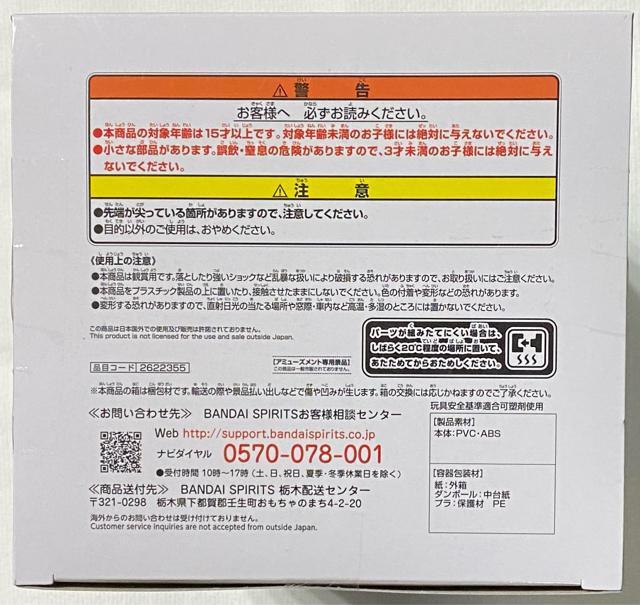 ⚠警告
お客様へ 必ずお読みください。
●本商品の対象年齢は15才以上です。対象年齢未満のお子様には絶対に与えないでください。
●小さな部品があります。誤飲・窒息の危険がありますので、3才未満のお子様には絶対に与え
ないでください。
⚠注意
●先端が尖っている箇所がありますので、注意してください。
●目的以外のご使用は、おやめください。
《使用上の注意》
●本商品は観賞用です。落としたり強いショックなど乱暴な扱いにより破損する恐れがありますので、お取り扱いにはご注意ください。
●本商品をプラスチック製品の上に置いたり、接触させたままにしないでください。色の付着や変形などの恐れがあります。
●変形する恐れがありますので、直射日光の当たる場所や窓際・車内など高温・多湿のところには置かないでください。
この商品は日本国外での使用及び販売は許諾されておりません。
This product is not licensed for the use and sale outside Japan.
パーツが組みたてにくい場合は、
しばらく20℃程度の場所に置いて、
あたためてからおためしください。
品目コード 2622355
【アミューズメント専用景品】
この商品は一般市販されておりません。
※本商品の箱は梱包材です。輸送の際や景品払い出しなどで傷や凹みが生じます。箱の交換には応じかねますのでご了承ください。
≪お問い合わせ先≫ BANDAI SPIRITSお客様相談センター
Web http://support.bandaispirits.co.jp
ナビダイヤル 0570-078-001
●受付時間 10時〜17時(土、日、祝日、夏季・冬季休業日を除く)
≪商品送付先≫ BANDAI SPIRITS 栃木配送センター
〒321-0298 栃木県下都賀郡壬生町おもちゃのまち4-2-20
海外からのお問い合わせは受け付けておりません。
Customer service inquiries are not accepted from outside Japan.
玩具安全基準適合可塑剤使用
[製品素材]
本体:PVC・ABS
[容器包装材]
紙:外箱
ダンボール:中台紙
プラ:保護材 PE